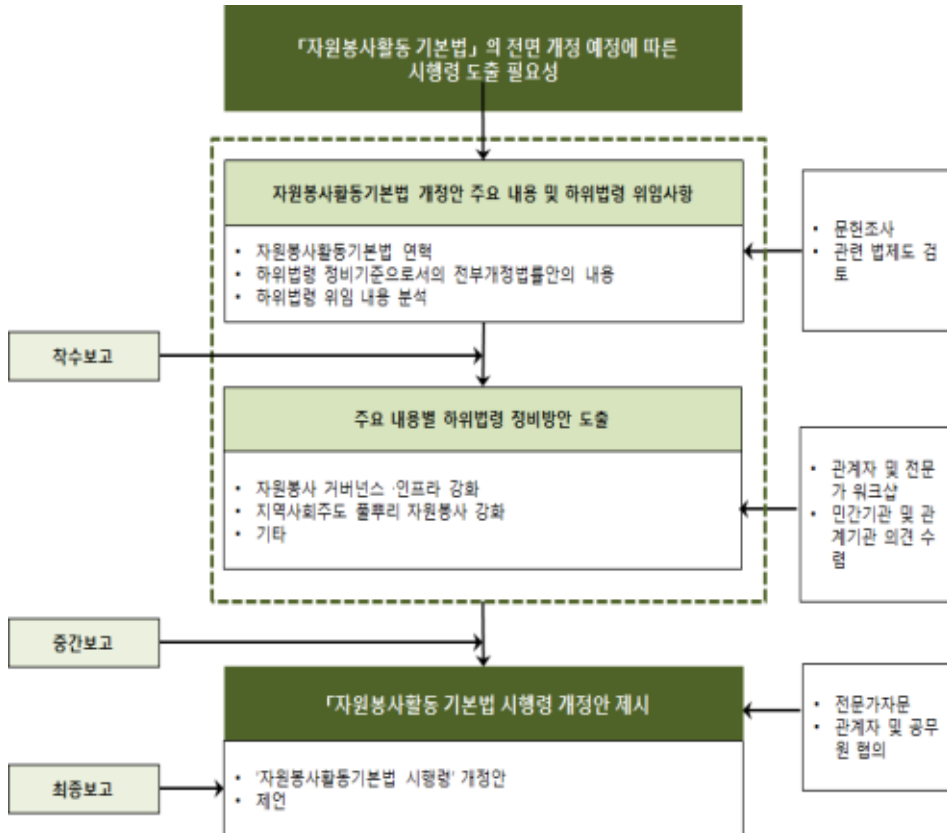 「자원봉사활동 기본법」의 전면 개정 예정에 따른
시행령 도출 필요성
자원봉사활동기본법 개정안 주요 내용 및 하위법령 위임사항
• 자원봉사활동기본법 연혁
• 하위법령 정비기준으로서의 전부개정법률안의 내용
• 하위법령 위임 내용 분석
• 문헌조사
• 관련 법제도 검
토
착수보고
주요 내용별 하위법령 정비방안 도출
• 자원봉사 거버넌스·인프라 강화
• 지역사회주도 풀뿌리 자원봉사 강화
• 기타
• 관계자 및 전문
가 워크샵
• 민간기관 및 관
계기관 의견 수
렴
중간보고
「자원봉사활동 기본법 시행령 개정안 제시
• '자원봉사활동기본법 시행령' 개정안
• 제언
• 전문가자문
• 관계자 및 공무
원 협의
최종보고